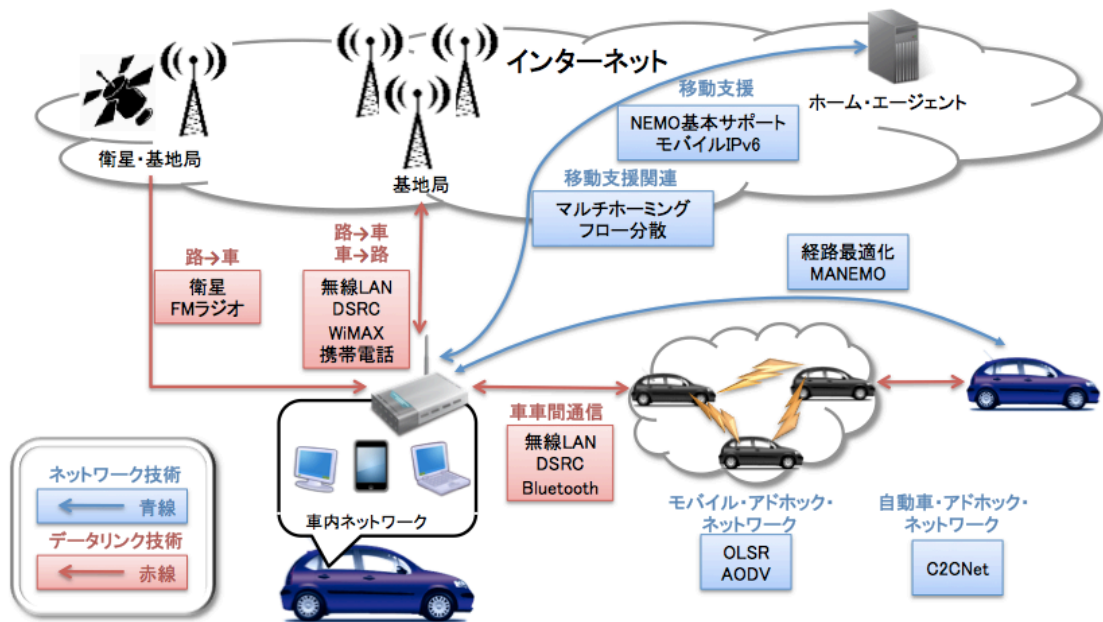 インターネット
ホーム・エージェント
衛星・基地局
基地局
移動支援
NEMO基本サポート
モバイルIPv6
移動支援関連
マルチホーミング
フロー分散
路→車
衛星
FMラジオ
路→車
車→路
無線LAN
DSRC
WiMAX
携帯電話
経路最適化
MANEMO
車車間通信
無線LAN
DSRC
Bluetooth
車内ネットワーク
モバイル・アドホック・
ネットワーク
OLSR
AODV
自動車・アドホック・
ネットワーク
C2CNet
ネットワーク技術
青線
データリンク技術
赤線